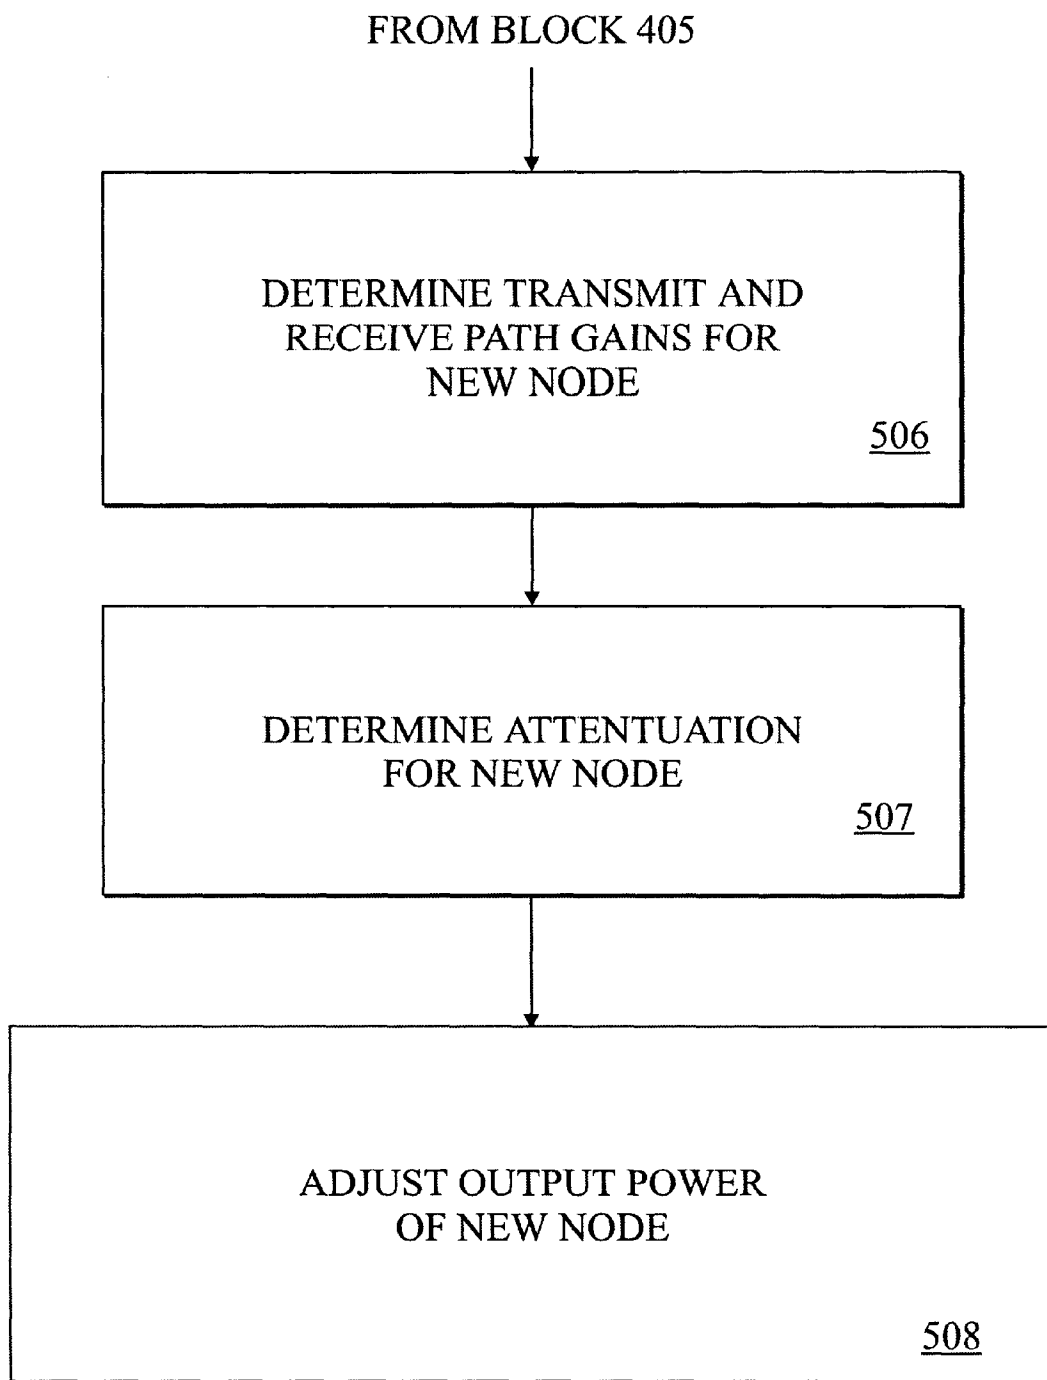 FROM BLOCK 405
DETERMINE TRANSMIT AND
RECEIVE PATH GAINS FOR
NEW NODE
506
DETERMINE ATTENTUATION
FOR NEW NODE
507
ADJUST OUTPUT POWER
OF NEW NODE
508